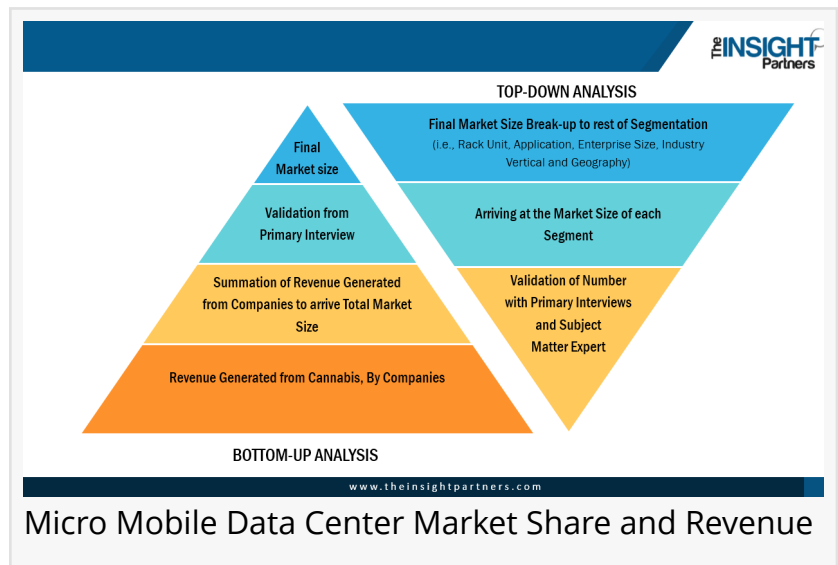 The INSIGHT
Partners
TOP-DOWN ANALYSIS
Final Market Size Break-up to rest of Segmentation
(i.e., Rack Unit, Application, Enterprise Size, Industry
Vertical and Geography)
Final
Market size
Validation from
Primary Interview
Arriving at the Market Size of each
Segment
Summation of Revenue Generated
from Companies to arrive Total Market
Size
Validation of Number
with Primary Interviews
and Subject
Matter Expert
Revenue Generated from Cannabis, By Companies
BOTTOM-UP ANALYSIS
www.theinsightpartners.com
Micro Mobile Data Center Market Share and Revenue